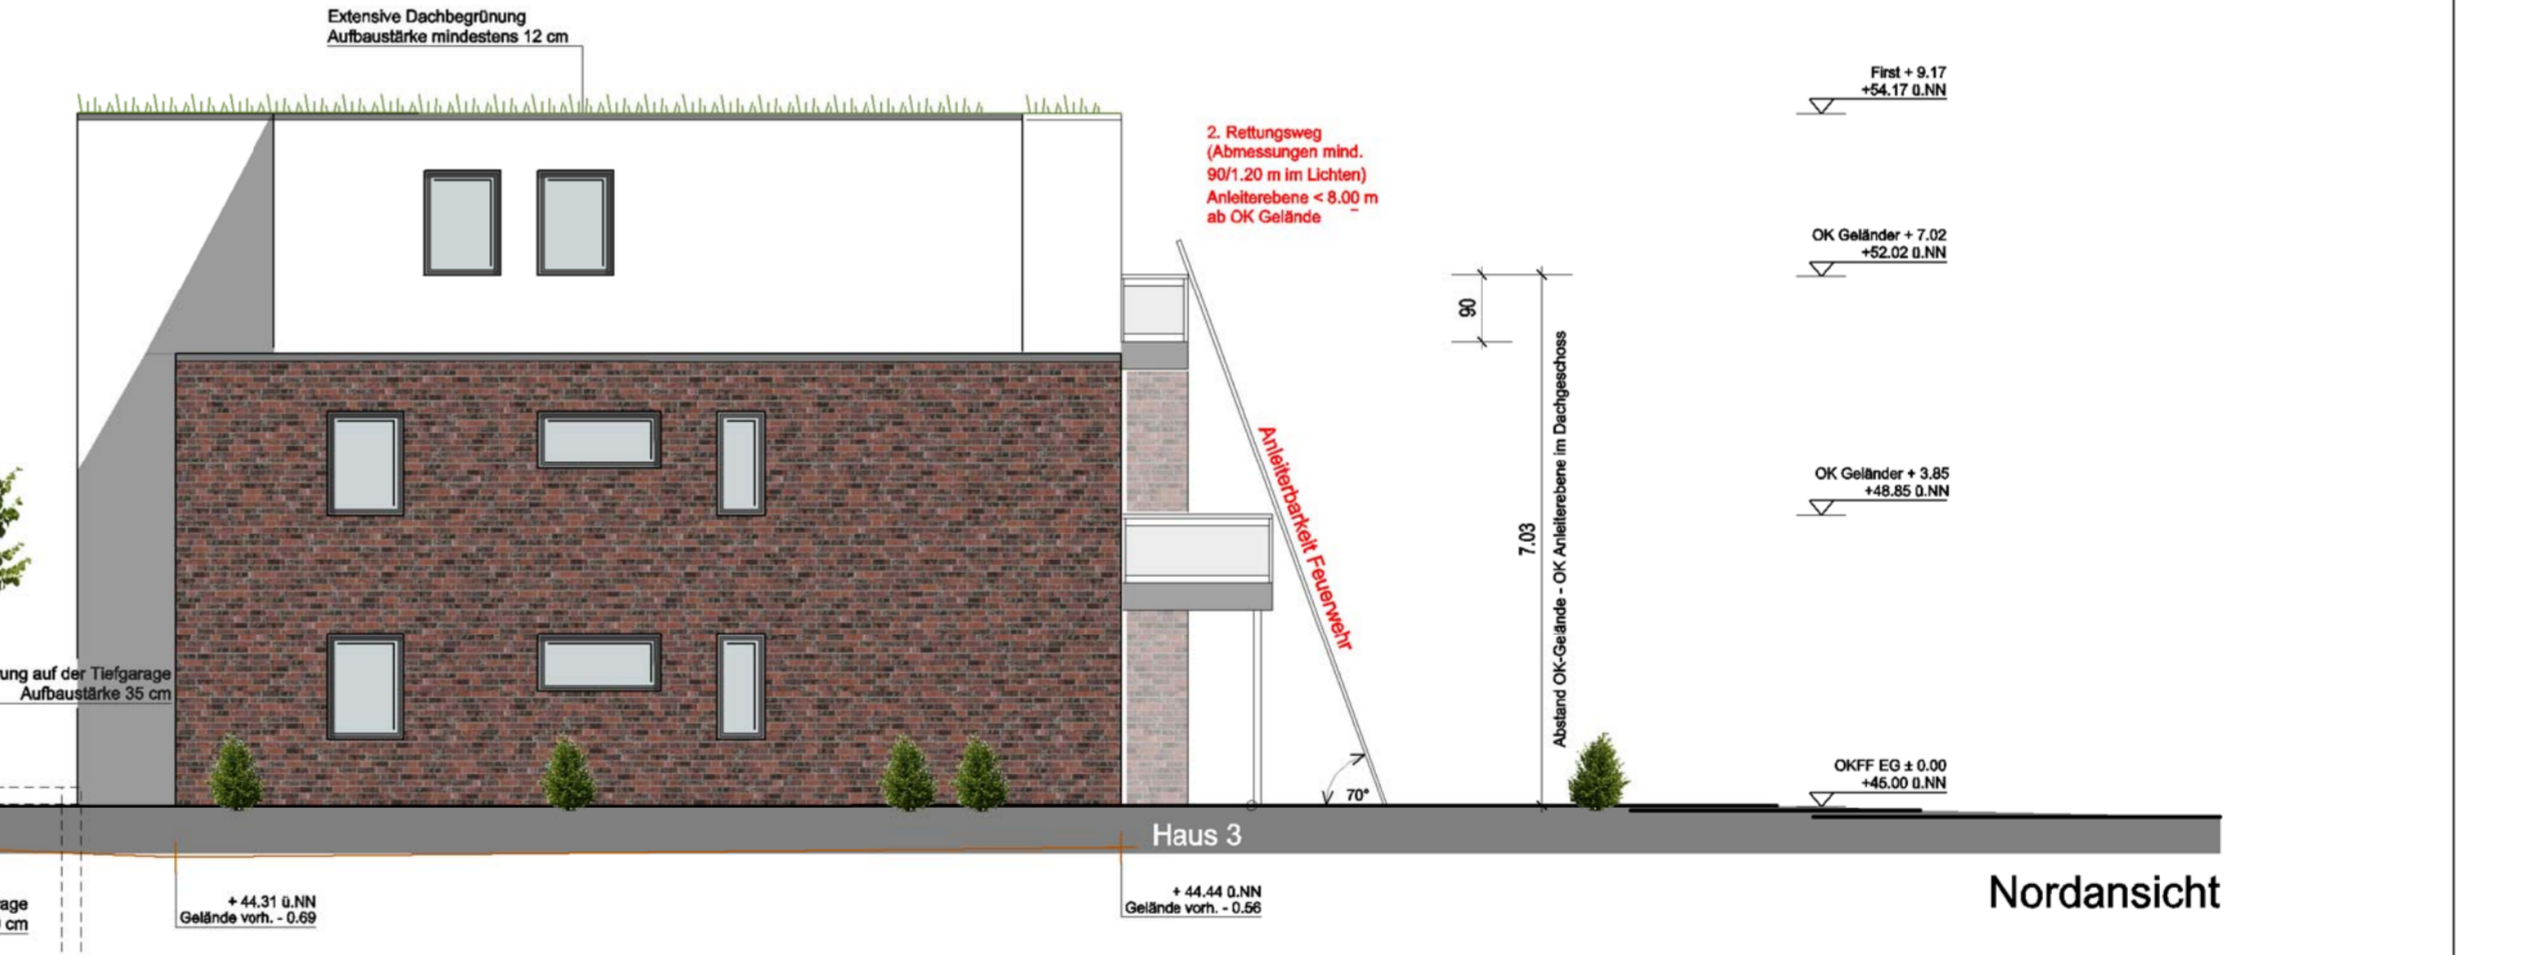 Extensive Dachbegrünung
Aufbaustärke mindestens 12 cm
First + 9.17
+54.17 ü.NN
2. Rettungsweg
(Abmessungen mind.
90/1.20 m im Lichten)
Anleiterebene < 8.00 m
ab OK Gelände
OK Geländer + 7.02
+52.02 ü.NN
90
Anleiterbarkeit Feuerwehr
7.03
Abstand OK-Gelände - OK Anleiterebene im Dachgeschoss
OK Geländer + 3.85
+48.85 ü.NN
ung auf der Tiefgarage
Aufbaustärke 35 cm
70°
OKFF EG ± 0.00
+45.00 ü.NN
Haus 3
Nordansicht
+ 44.31 ü.NN
Gelände vorh. - 0.69
+ 44.44 ü.NN
Gelände vorh. - 0.56
age
cm